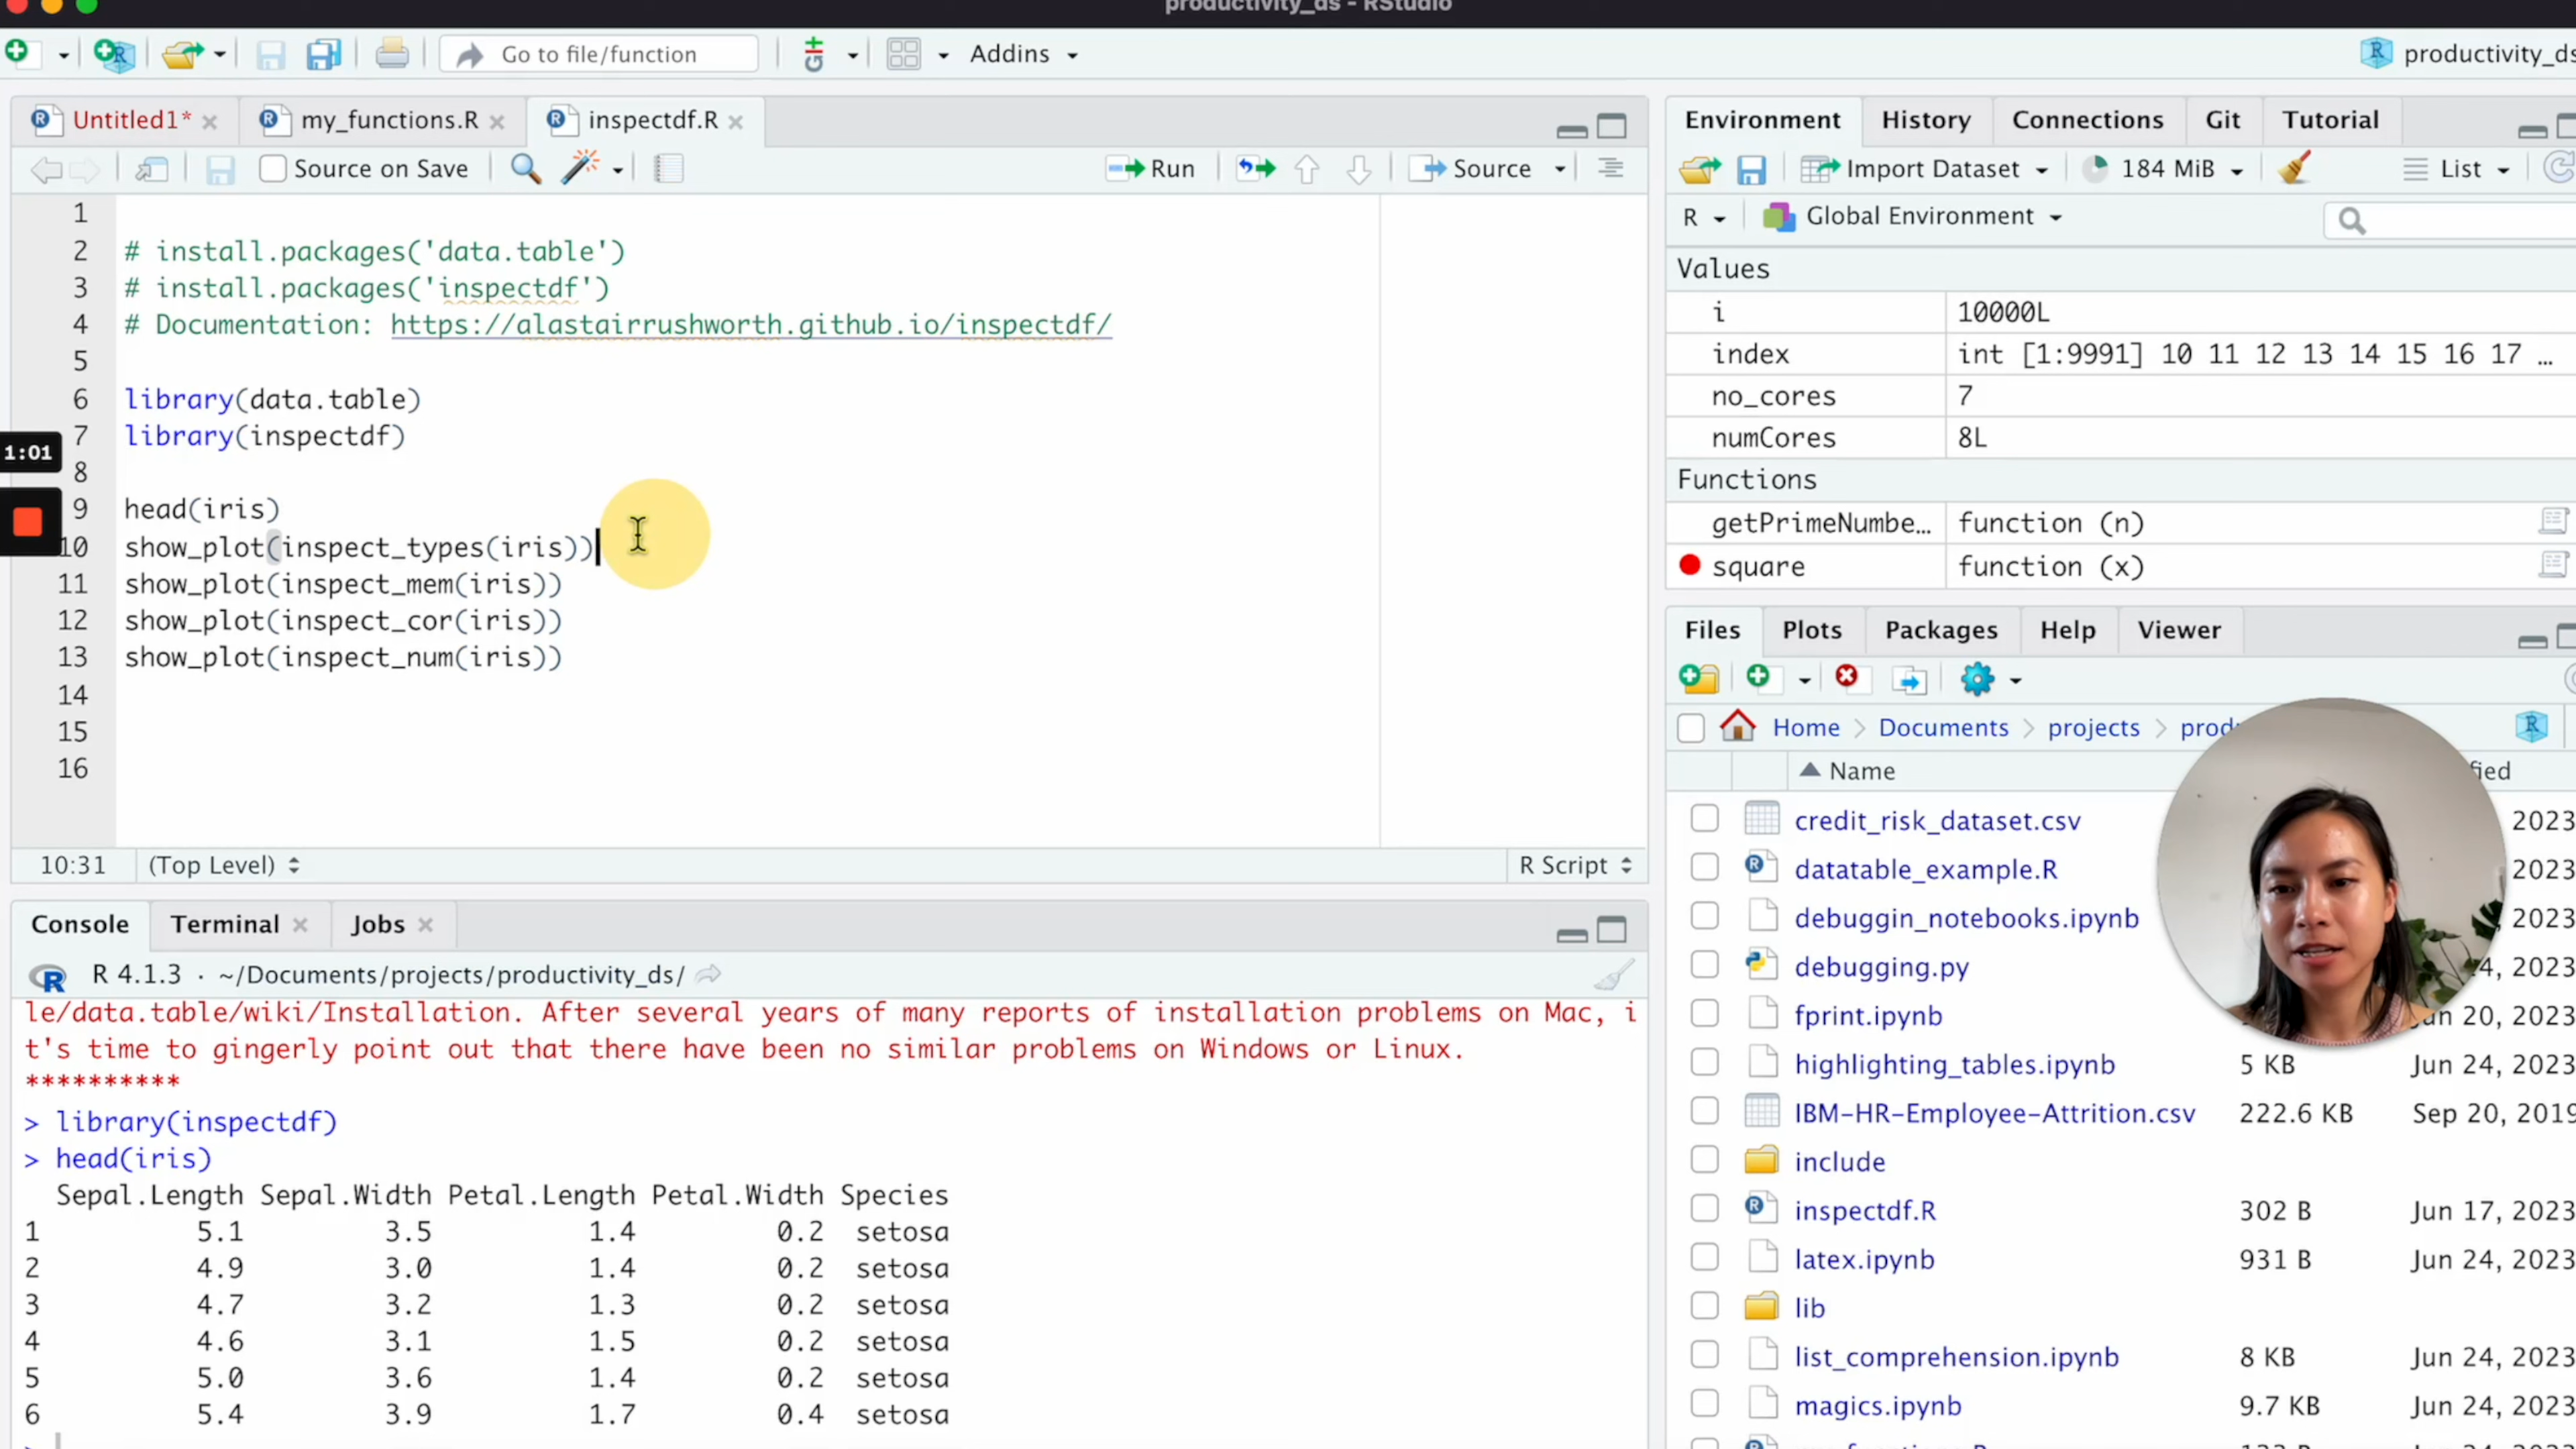 productivity_ds - RStudio
Go to file/function
Addins
productivity_ds
Untitled1*
my_functions.R
inspectdf.R
Source on Save
Run
Source
1
2 # install.packages('data.table')
3 # install.packages('inspectdf')
4 # Documentation: https://alastairrushworth.github.io/inspectdf/
5
6 library(data.table)
7 library(inspectdf)
1:01
8
9 head(iris)
10 show_plot(inspect_types(iris))
11 show_plot(inspect_mem(iris))
12 show_plot(inspect_cor(iris))
13 show_plot(inspect_num(iris))
14
15
16
10:31 (Top Level) R Script
Console Terminal Jobs
R 4.1.3 · ~/Documents/projects/productivity_ds/
le/data.table/wiki/Installation. After several years of many reports of installation problems on Mac, i
t's time to gingerly point out that there have been no similar problems on Windows or Linux.
**********
> library(inspectdf)
> head(iris)
Sepal.Length Sepal.Width Petal.Length Petal.Width Species
1 5.1 3.5 1.4 0.2 setosa
2 4.9 3.0 1.4 0.2 setosa
3 4.7 3.2 1.3 0.2 setosa
4 4.6 3.1 1.5 0.2 setosa
5 5.0 3.6 1.4 0.2 setosa
6 5.4 3.9 1.7 0.4 setosa
Environment History Connections Git Tutorial
Import Dataset 184 MiB List
R Global Environment
Values
i 10000L
index int [1:9991] 10 11 12 13 14 15 16 17 …
no_cores 7
numCores 8L
Functions
getPrimeNumbe… function (n)
square function (x)
Files Plots Packages Help Viewer
Home Documents projects
Name
credit_risk_dataset.csv 2023
datatable_example.R 2023
debuggin_notebooks.ipynb 2023
debugging.py 4, 2023
fprint.ipynb 20, 2023
highlighting_tables.ipynb 5 KB Jun 24, 2023
IBM-HR-Employee-Attrition.csv 222.6 KB Sep 20, 2019
include
inspectdf.R 302 B Jun 17, 2023
latex.ipynb 931 B Jun 24, 2023
lib
list_comprehension.ipynb 8 KB Jun 24, 2023
magics.ipynb 9.7 KB Jun 24, 2023